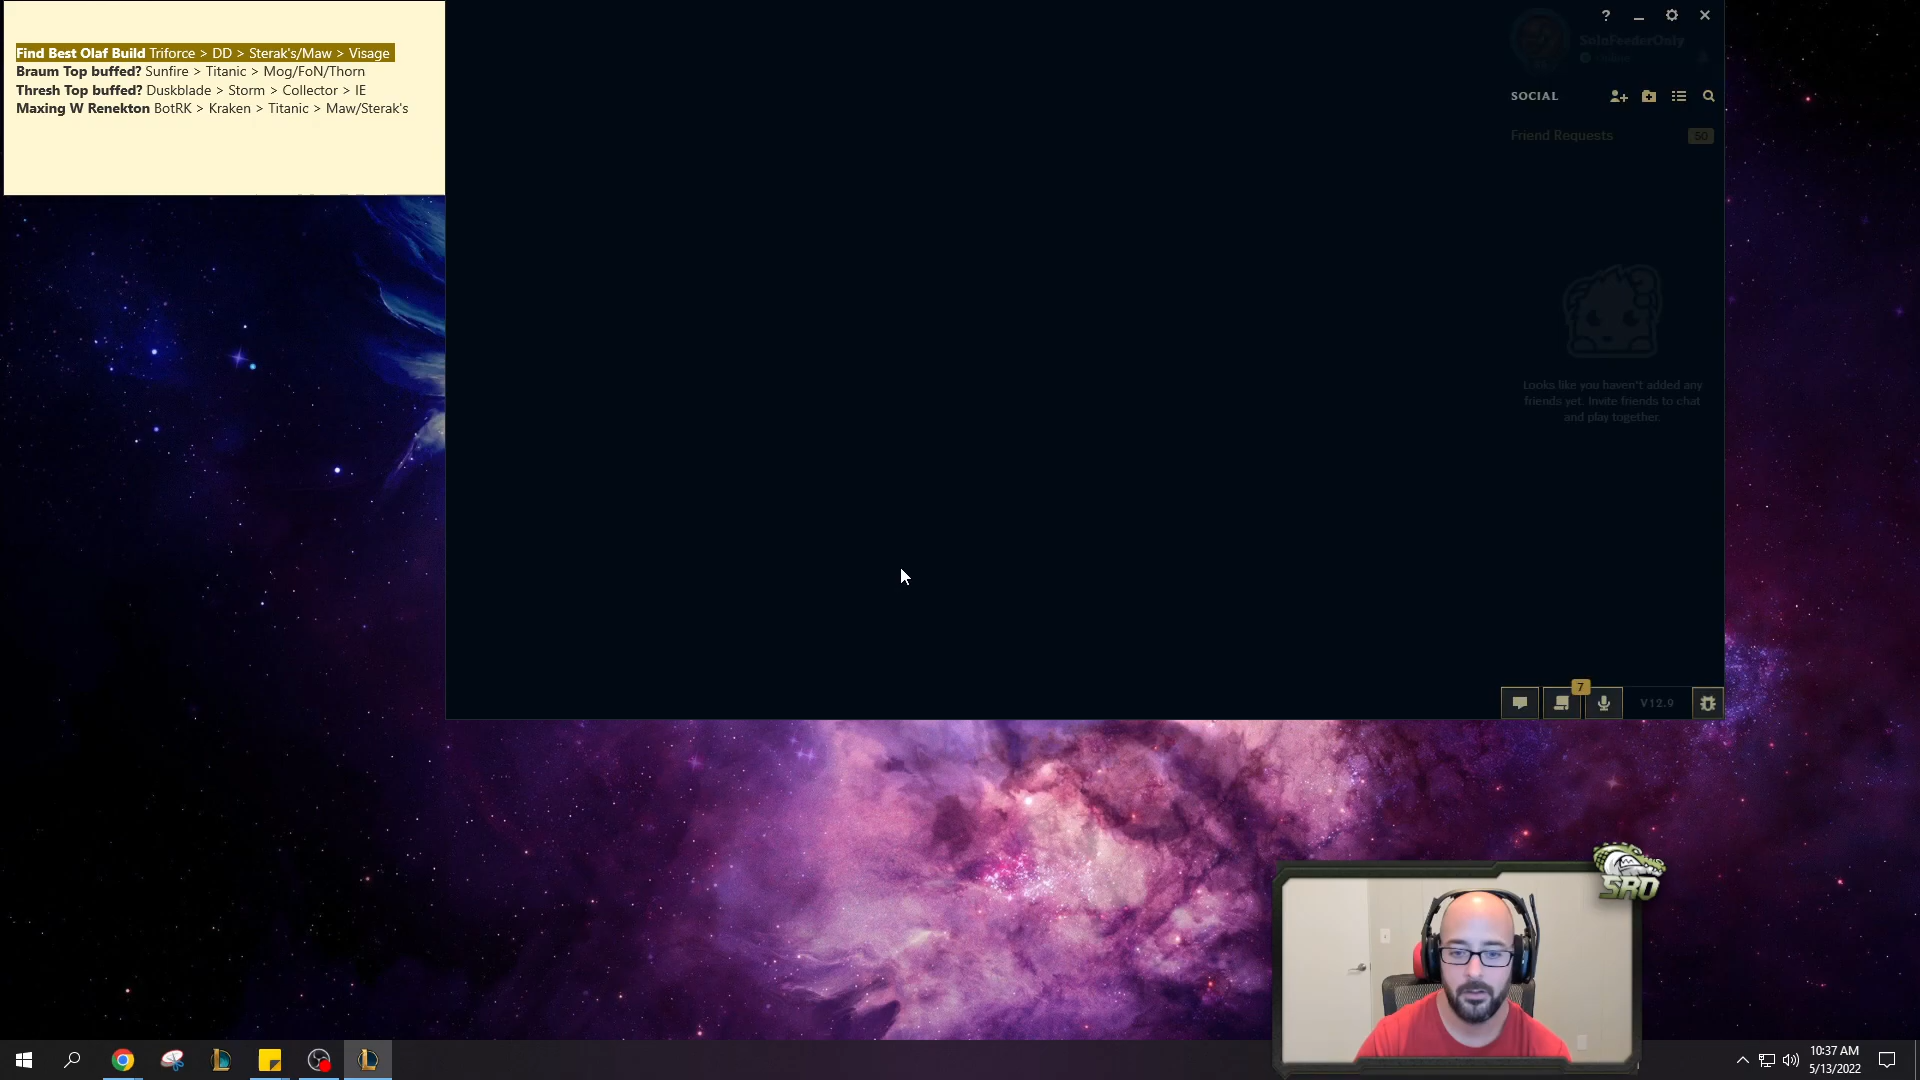 Find Best Olaf Build Triforce > DD > Sterak's/Maw > Visage
Braum Top buffed? Sunfire > Titanic > Mog/FoN/Thorn
Thresh Top buffed? Duskblade > Storm > Collector > IE
Maxing W Renekton BotRK > Kraken > Titanic > Maw/Sterak's
?
SoloFeederOnly
SOCIAL
Friend Requests
50
Looks like you haven't added any
friends yet. Invite friends to chat
and play together.
7
V12.9
SRO
10:37 AM
5/13/2022